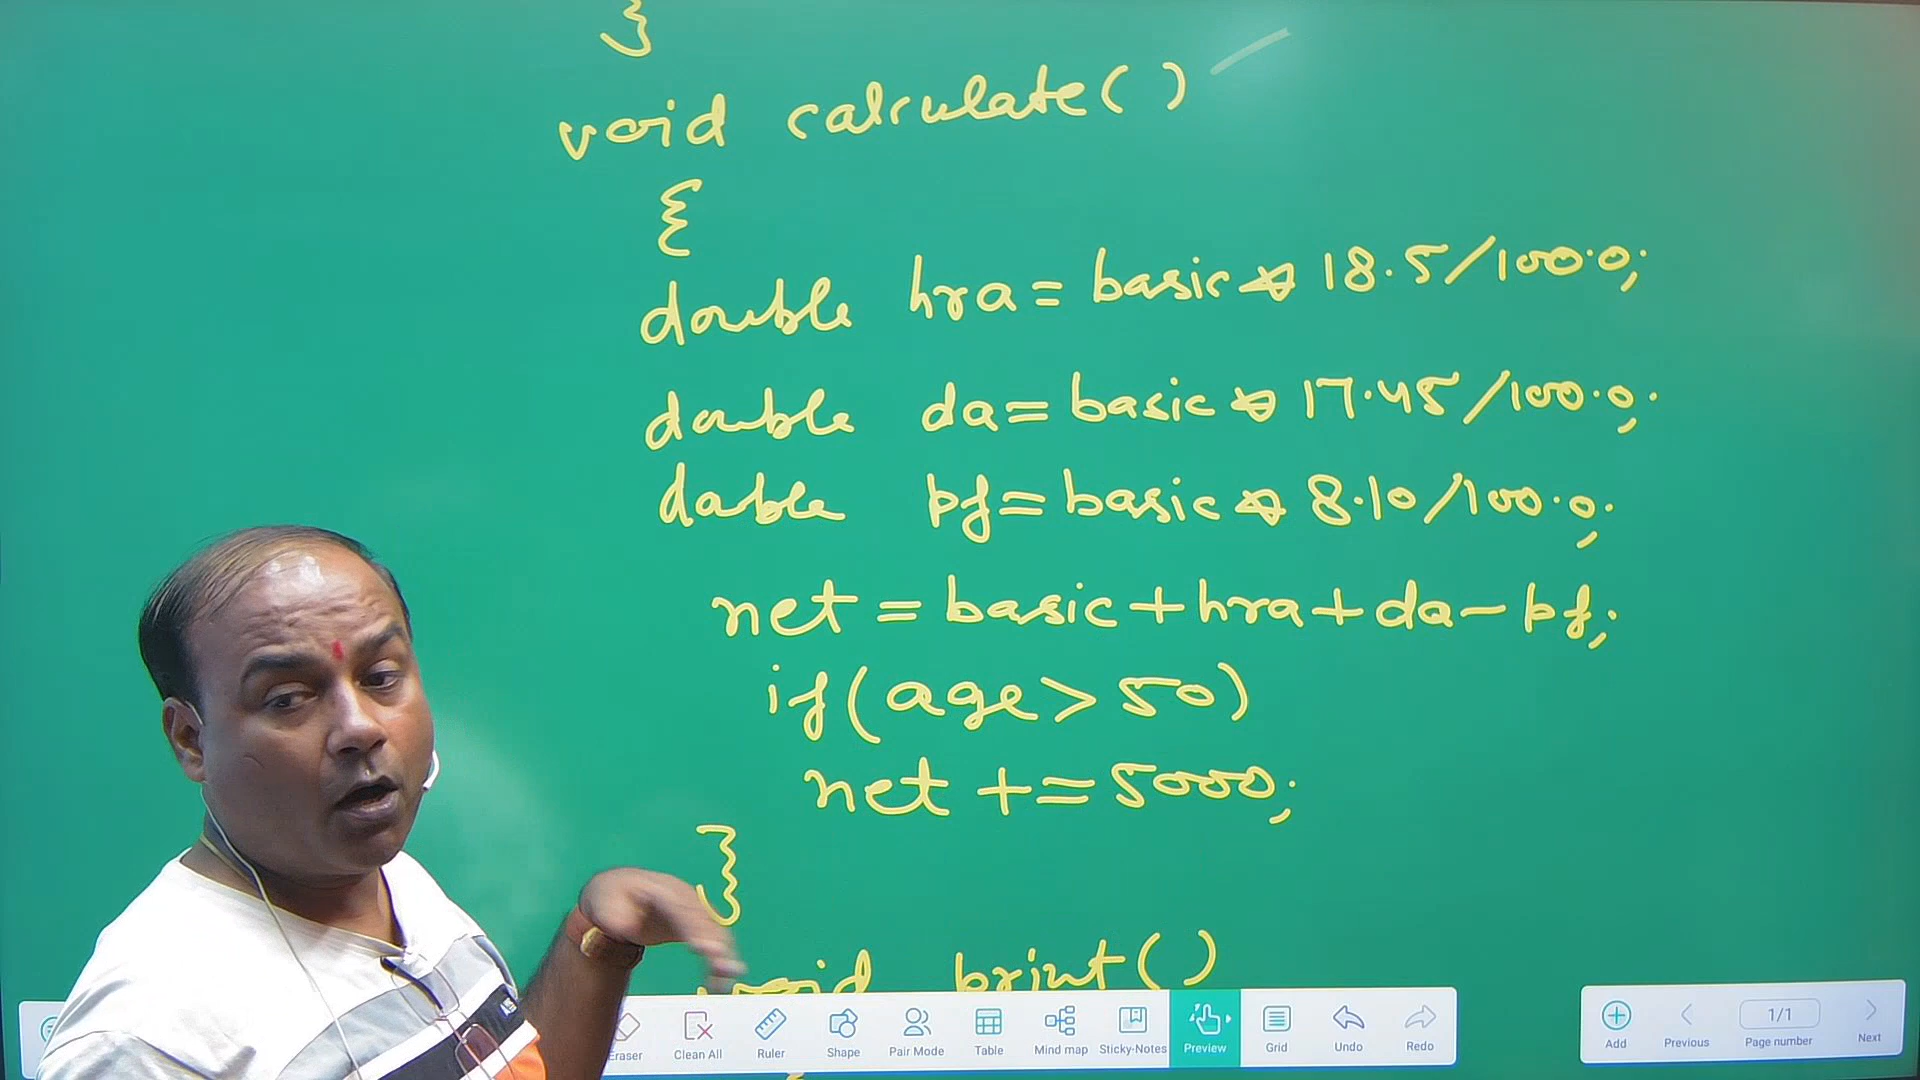 }
void calculate()
{
double hra = basic * 18.5/100.0;
double da = basic * 17.45/100.0;
double pf = basic * 8.10/100.0;
net = basic + hra + da - pf;
if(age > 50)
net += 5000;
}
void print()
Eraser Clean All Ruler Shape Pair Mode Table Mind map Sticky-Notes Preview Grid Undo Redo Add Previous 1/1 Page number Next